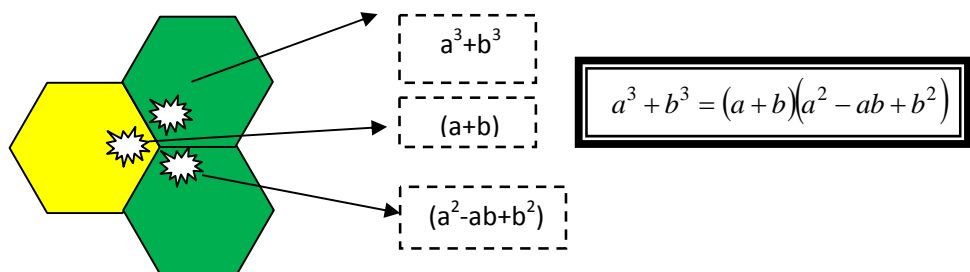 a³+b³
(a+b)
(a²-ab+b²)
a³ + b³ = (a + b)(a² − ab + b²)